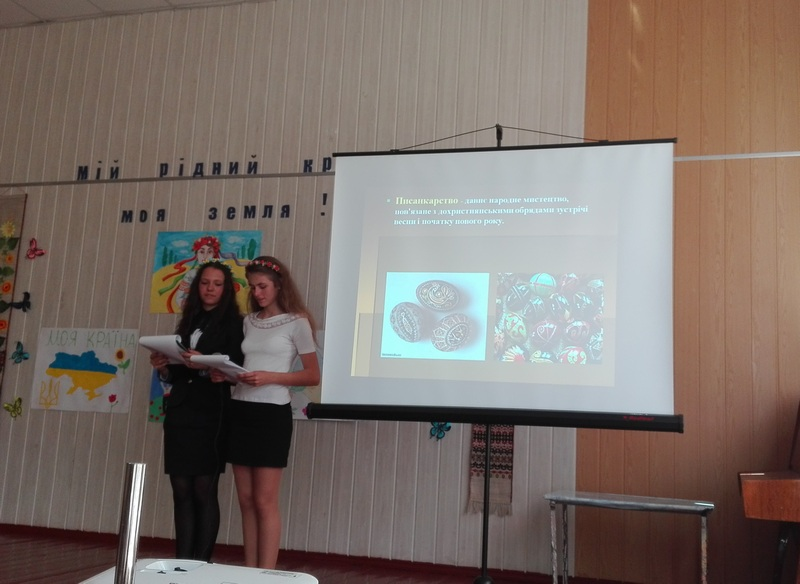 Мій рідний кр
моя земля !
Писанкарство - давнє народне мистецтво,
пов'язане з дохристиянськими обрядами зустрічі
весни і початку нового року.
МОЯ КРАЇНА